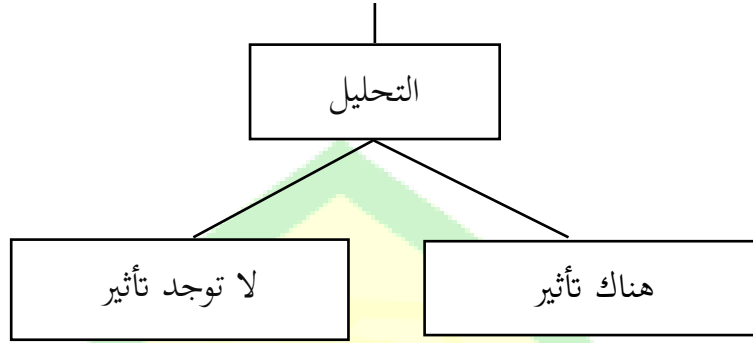 التحليل
هناك تأثير
لا توجد تأثير